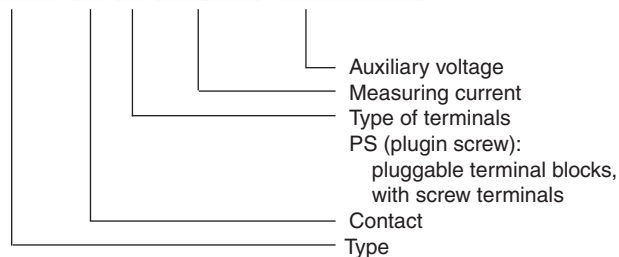 Auxiliary voltage
Measuring current
Type of terminals
PS (plugin screw):
pluggable terminal blocks,
with screw terminals
Contact
Type